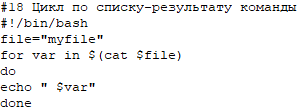 #18 Цикл по списку-результату команды
#!/bin/bash
file="myfile"
for var in $(cat $file)
do
echo " $var"
done